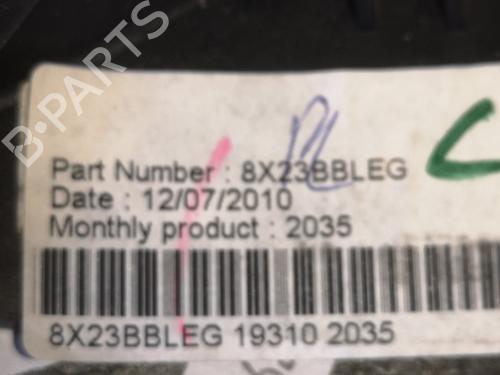 B-PARTS
Part Number : 8X23BBLEG
Date : 12/07/2010
Monthly product : 2035
8X23BBLEG 19310 2035